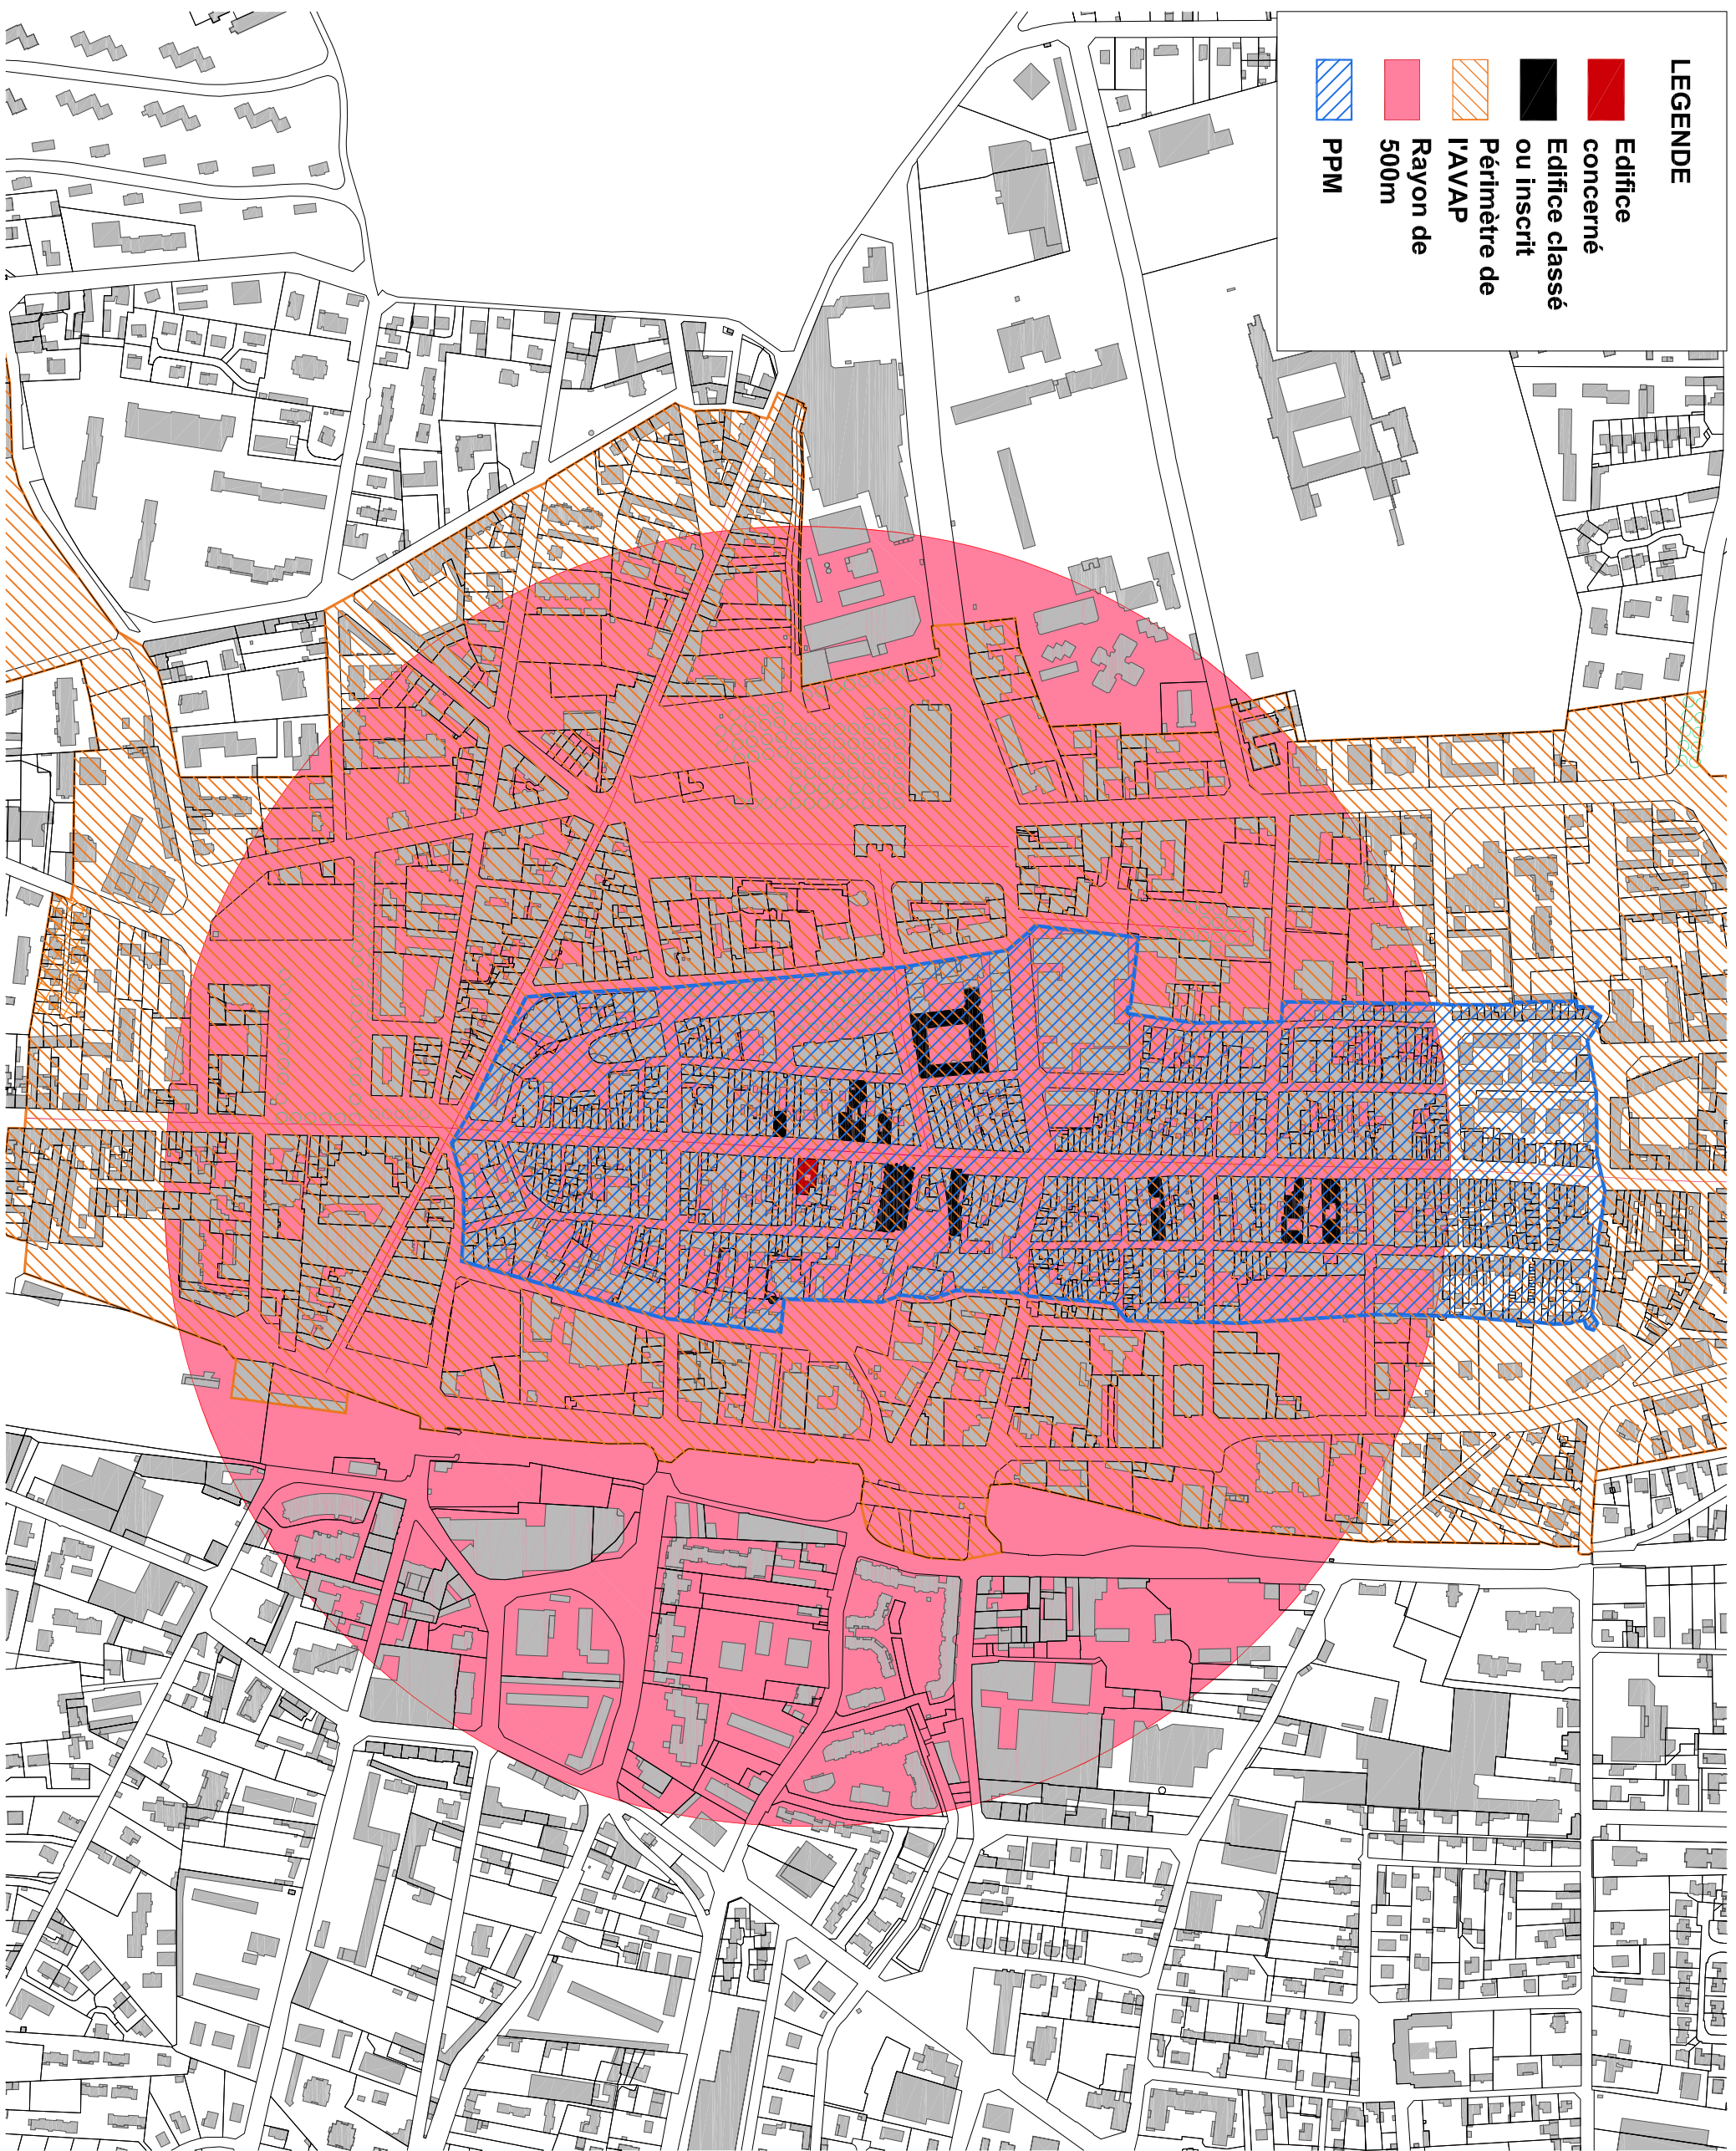 LEGENDE
Edifice
concerné
Edifice classé
ou inscrit
Périmètre de
l'AVAP
Rayon de
500m
PPM